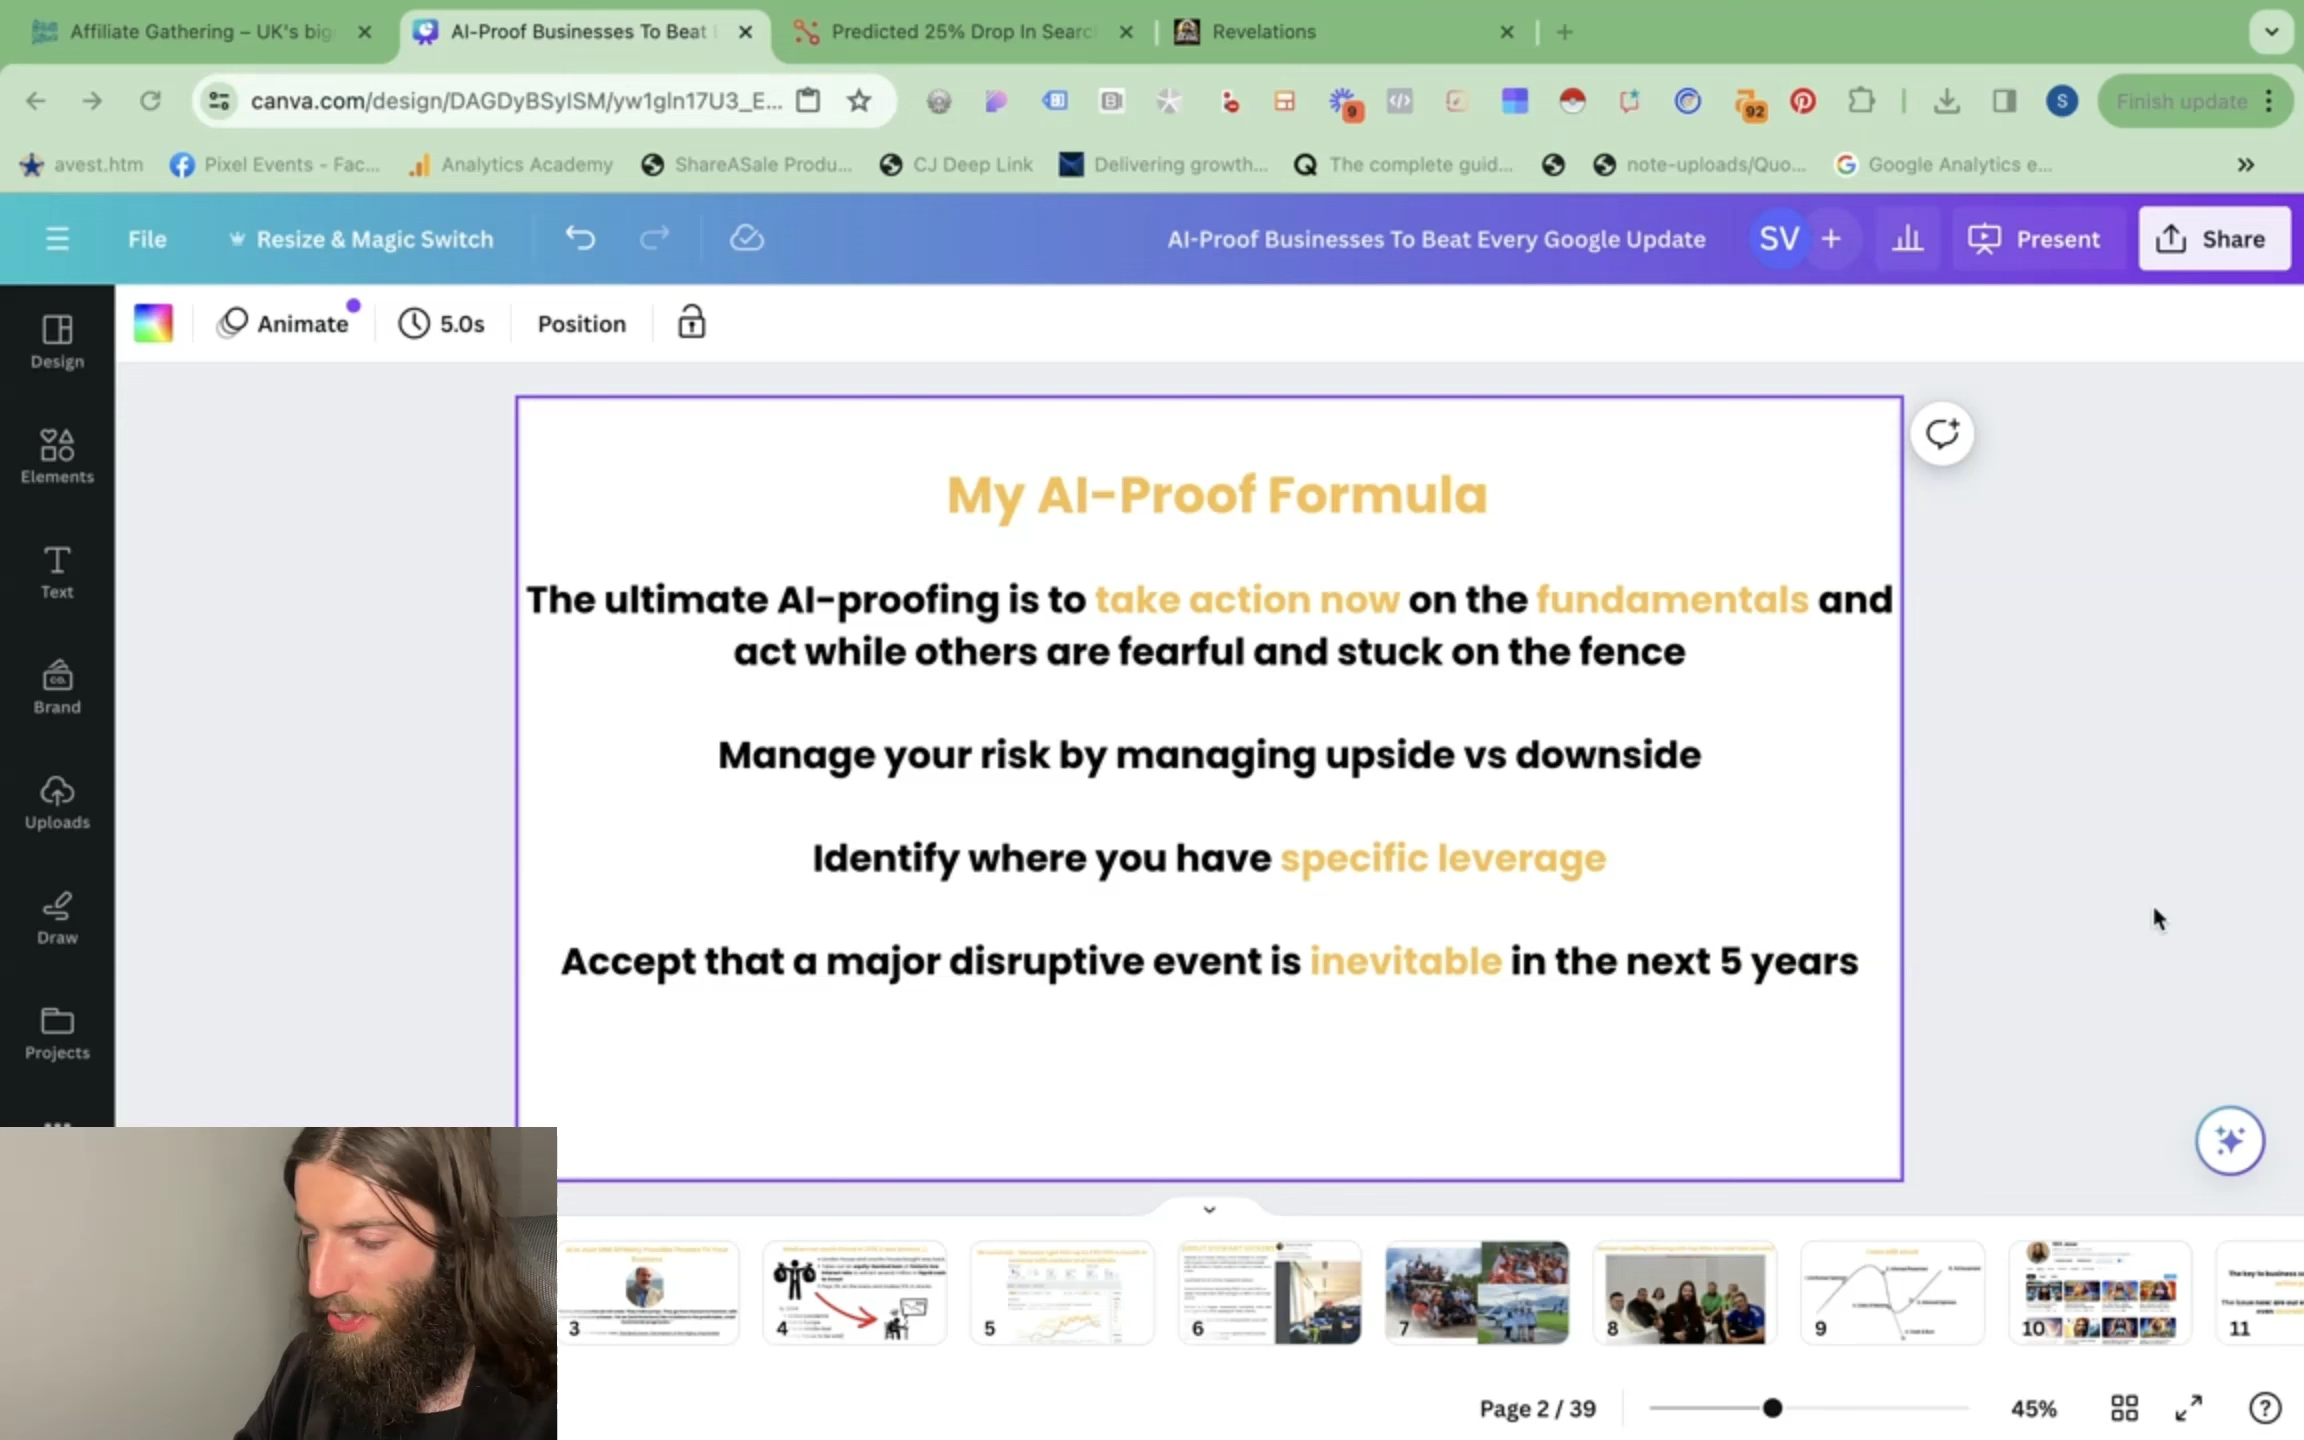 Affiliate Gathering – UK's big
AI-Proof Businesses To Beat
Predicted 25% Drop In Searc
Revelations
canva.com/design/DAGDyBSyISM/yw1gIn17U3_E...
9
92
S
Finish update
avest.htm
Pixel Events - Fac...
Analytics Academy
ShareASale Produ...
CJ Deep Link
Delivering growth...
The complete guid...
note-uploads/Quo...
Google Analytics e...
File
Resize & Magic Switch
AI-Proof Businesses To Beat Every Google Update
SV
Present
Share
Animate
5.0s
Position
Design
Elements
Text
Brand
Uploads
Draw
Projects
My AI-Proof Formula
The ultimate AI-proofing is to take action now on the fundamentals and
act while others are fearful and stuck on the fence
Manage your risk by managing upside vs downside
Identify where you have specific leverage
Accept that a major disruptive event is inevitable in the next 5 years
3
4
5
6
7
8
9
10
11
Page 2 / 39
45%